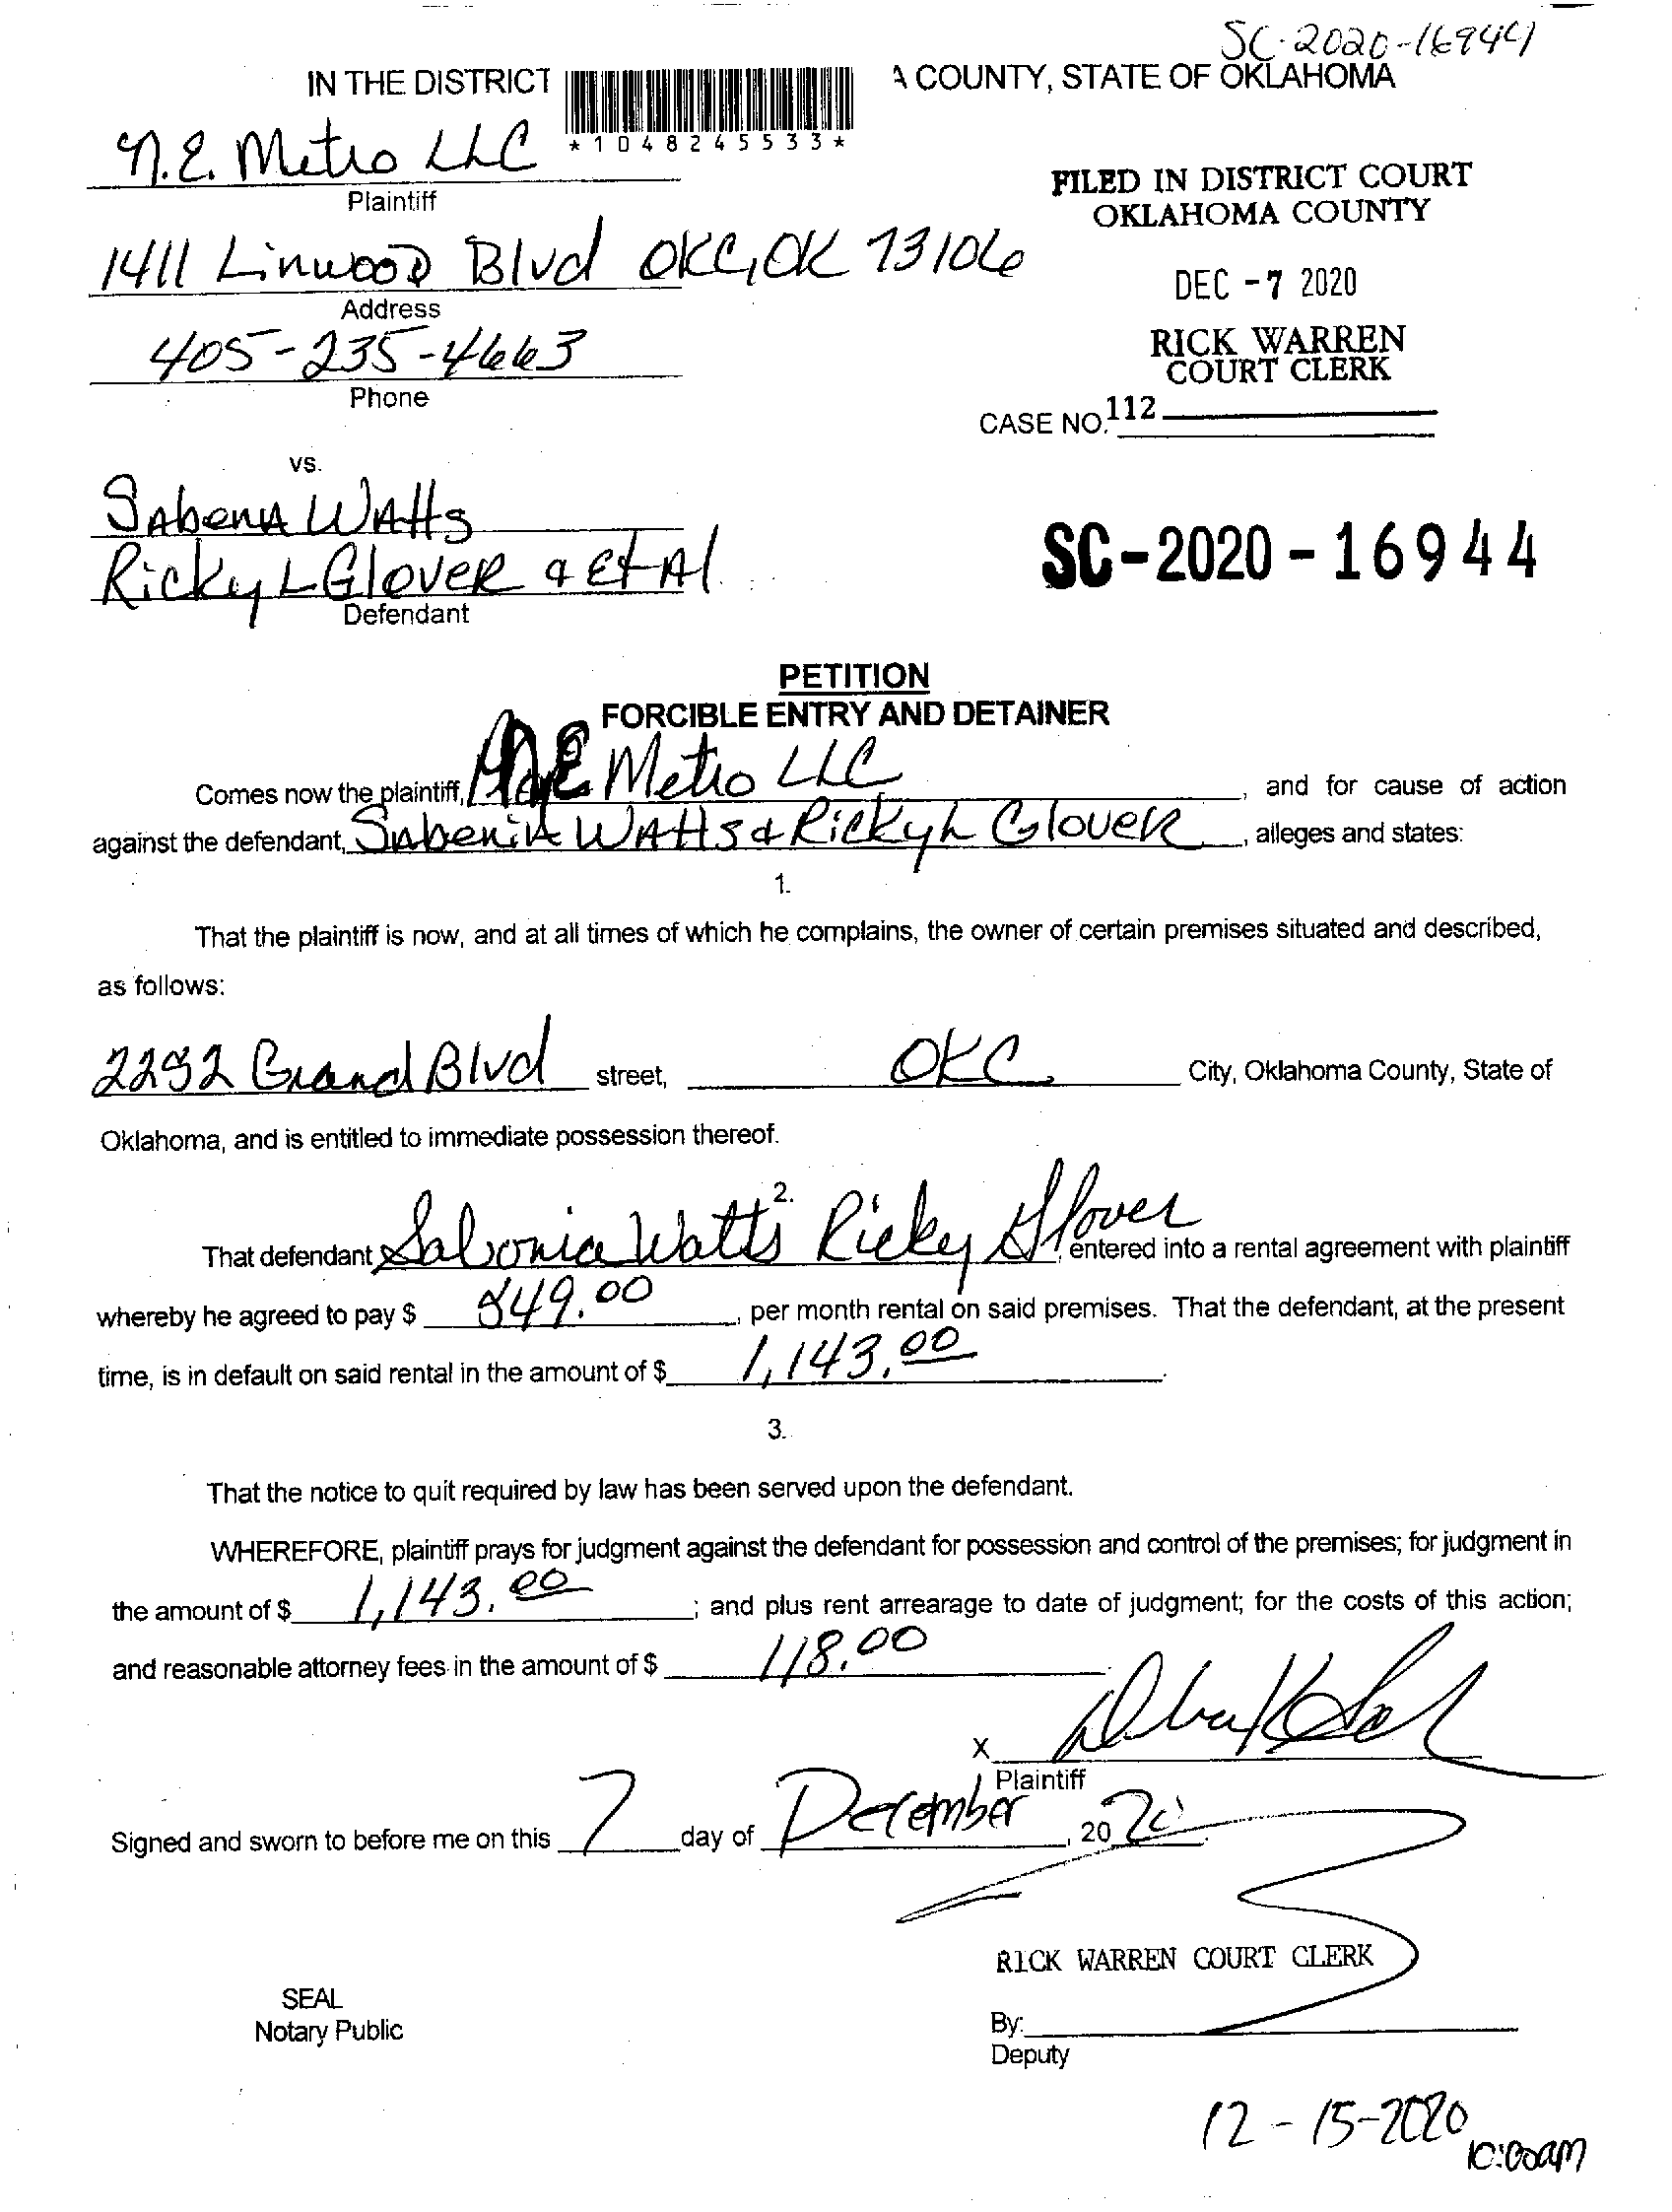 SC-2020-16944
IN THE DISTRICT A COUNTY, STATE OF OKLAHOMA
*1048245533*
N.E. Metro LLC
Plaintiff
FILED IN DISTRICT COURT
OKLAHOMA COUNTY
1411 Linwood Blvd OKC, OK 73106
Address
DEC -7 2020
405-235-4663
Phone
RICK WARREN
COURT CLERK
CASE NO. 112
vs.
SAbenA WAtts
Ricky L Glover & Et Al.
Defendant
SC-2020-16944
PETITION
FORCIBLE ENTRY AND DETAINER
Comes now the plaintiff, N.E. Metro LLC, and for cause of action
against the defendant, SAbeniA WAtts & Ricky L Glover, alleges and states:
1.
That the plaintiff is now, and at all times of which he complains, the owner of certain premises situated and described,
as follows:
Grand Blvd street, OKC City, Oklahoma County, State of
Oklahoma, and is entitled to immediate possession thereof.
2.
That defendant Sabonia Watts Ricky Glover, entered into a rental agreement with plaintiff
whereby he agreed to pay $ 849.00, per month rental on said premises. That the defendant, at the present
time, is in default on said rental in the amount of $ 1,143.00.
3.
That the notice to quit required by law has been served upon the defendant.
WHEREFORE, plaintiff prays for judgment against the defendant for possession and control of the premises; for judgment in
the amount of $ 1,143.00; and plus rent arrearage to date of judgment; for the costs of this action;
and reasonable attorney fees in the amount of $ 118.00
X
Plaintiff
Signed and sworn to before me on this 7 day of December, 2020.
RICK WARREN COURT CLERK
SEAL
Notary Public
By:
Deputy
12-15-2020
10:00am